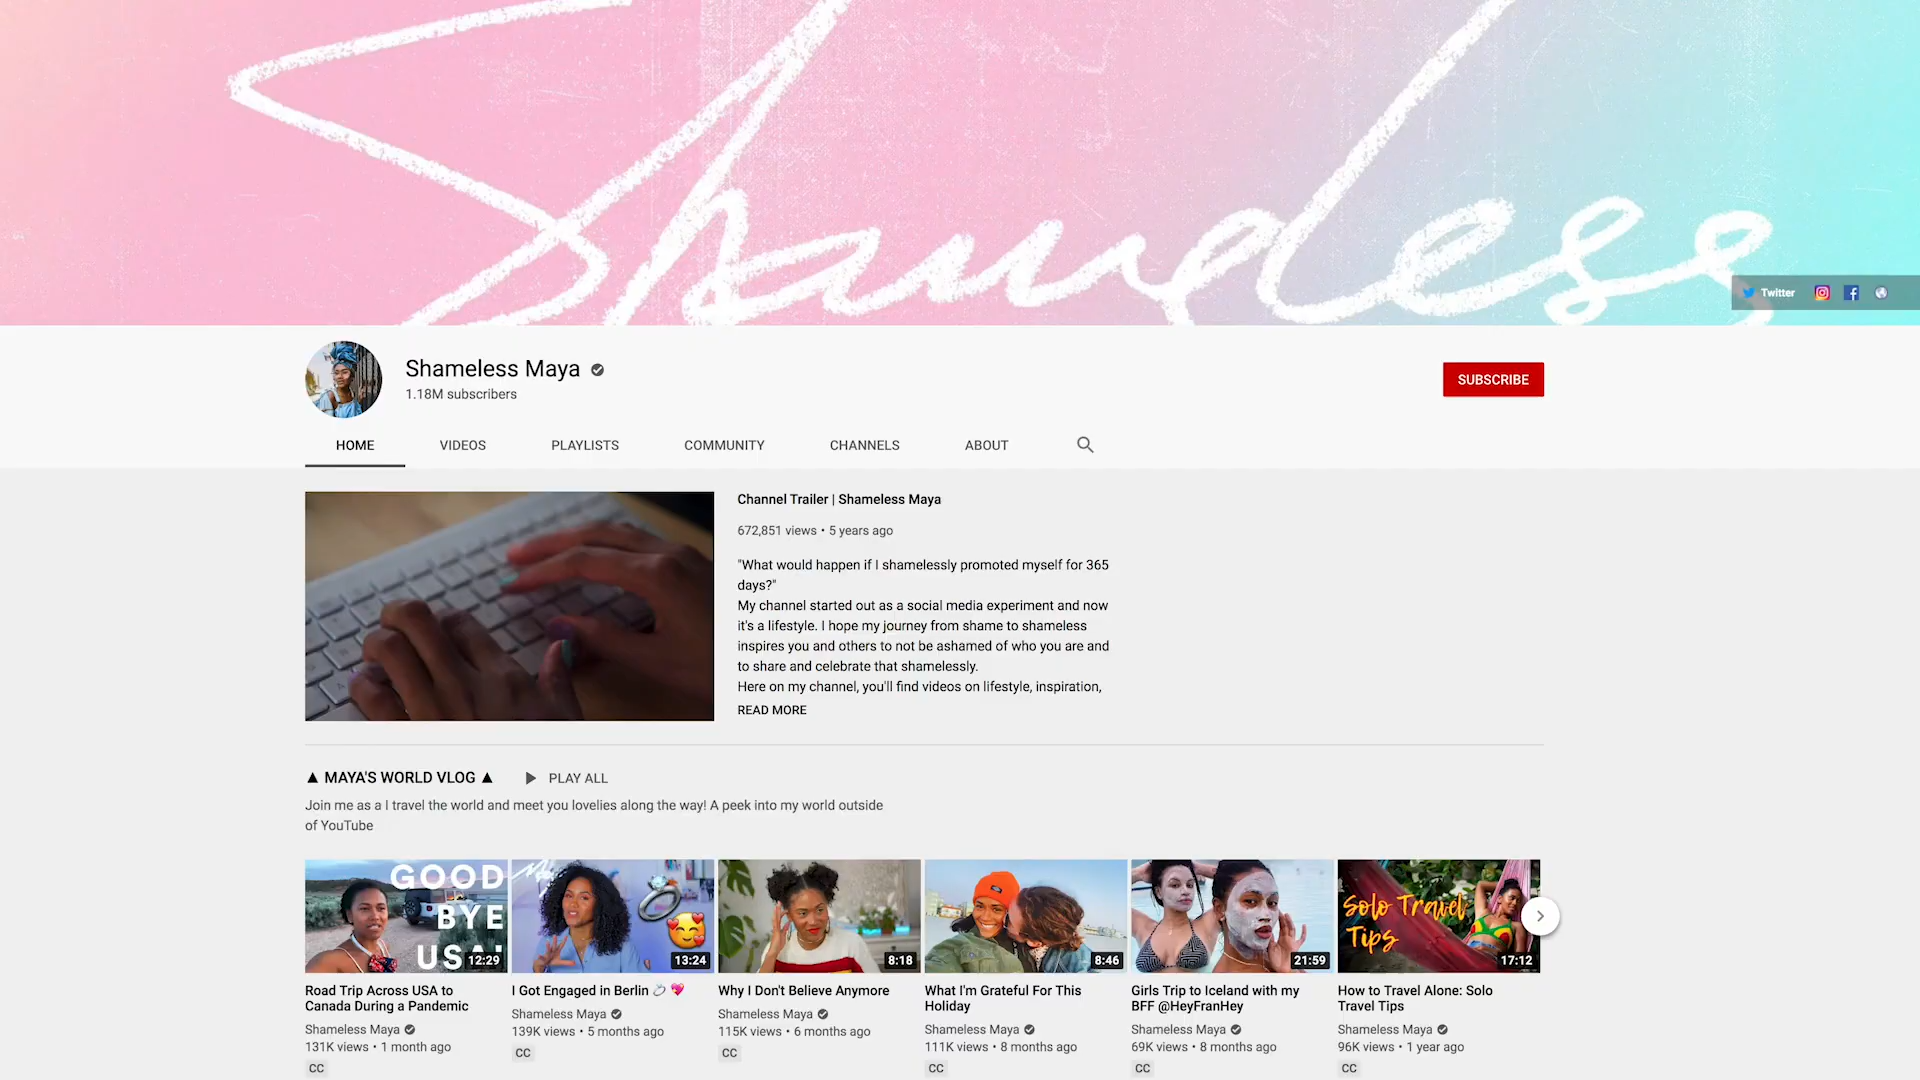 Shameless
Twitter
Shameless Maya
1.18M subscribers
SUBSCRIBE
HOME
VIDEOS
PLAYLISTS
COMMUNITY
CHANNELS
ABOUT
Channel Trailer | Shameless Maya
672,851 views • 5 years ago
"What would happen if I shamelessly promoted myself for 365
days?"
My channel started out as a social media experiment and now
it's a lifestyle. I hope my journey from shame to shameless
inspires you and others to not be ashamed of who you are and
to share and celebrate that shamelessly.
Here on my channel, you'll find videos on lifestyle, inspiration,
READ MORE
▲ MAYA'S WORLD VLOG ▲
PLAY ALL
Join me as a I travel the world and meet you lovelies along the way! A peek into my world outside
of YouTube
GOOD
BYE
USA!
12:29
Road Trip Across USA to
Canada During a Pandemic
Shameless Maya
131K views • 1 month ago
CC
13:24
I Got Engaged in Berlin 💍 💖
Shameless Maya
139K views • 5 months ago
CC
8:18
Why I Don't Believe Anymore
Shameless Maya
115K views • 6 months ago
CC
8:46
What I'm Grateful For This
Holiday
Shameless Maya
111K views • 8 months ago
CC
21:59
Girls Trip to Iceland with my
BFF @HeyFranHey
Shameless Maya
69K views • 8 months ago
CC
Solo Travel
Tips
17:12
How to Travel Alone: Solo
Travel Tips
Shameless Maya
96K views • 1 year ago
CC